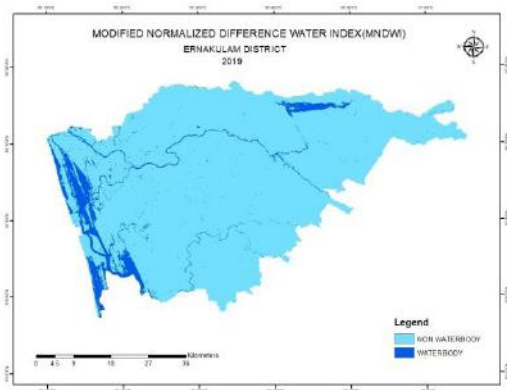 MODIFIED NORMALIZED DIFFERENCE WATER INDEX(MNDWI)
ERNAKULAM DISTRICT
2019
N
W E
S
Legend
NON WATERBODY
WATERBODY
Kilometers
0 4.5 9 18 27 36